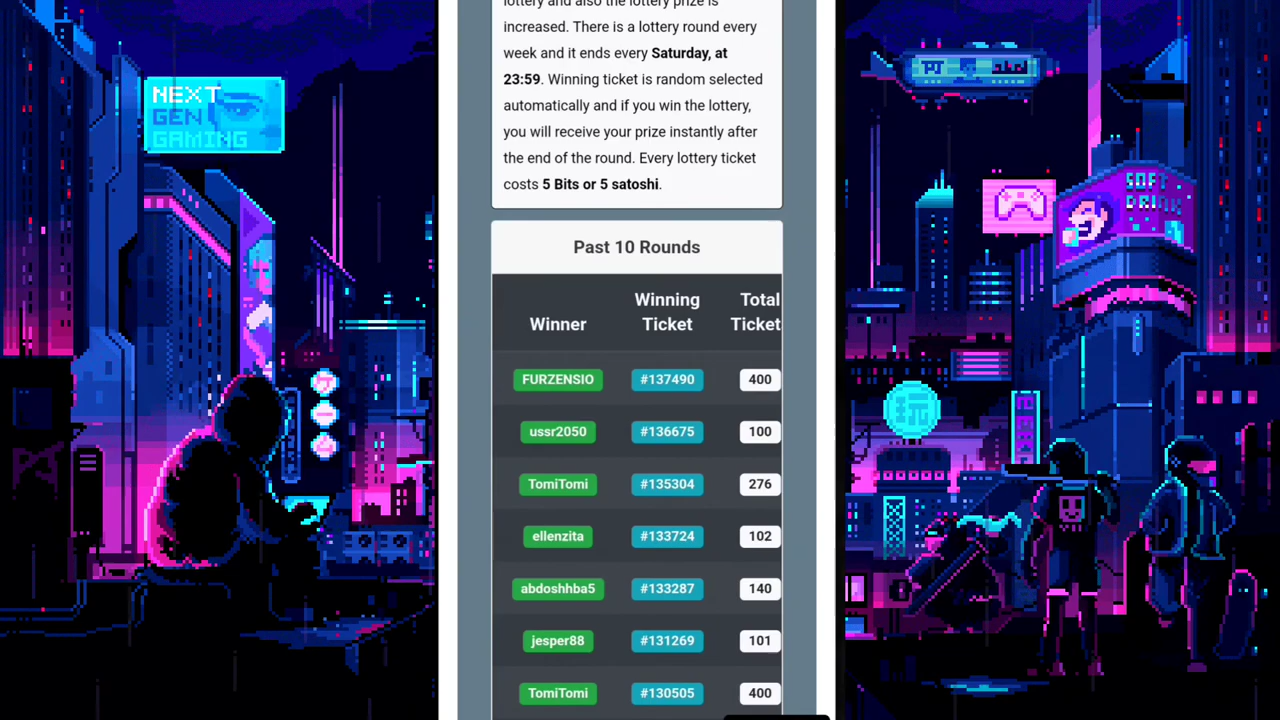 lottery and also the lottery prize is
increased. There is a lottery round every
week and it ends every Saturday, at
23:59. Winning ticket is random selected
automatically and if you win the lottery,
you will receive your prize instantly after
the end of the round. Every lottery ticket
costs 5 Bits or 5 satoshi.
Past 10 Rounds
Winner Winning Ticket Total Ticket
FURZENSIO #137490 400
ussr2050 #136675 100
TomiTomi #135304 276
ellenzita #133724 102
abdoshhba5 #133287 140
jesper88 #131269 101
TomiTomi #130505 400
NEXT
GEN
GAMING
SOFT
DRINK
玩